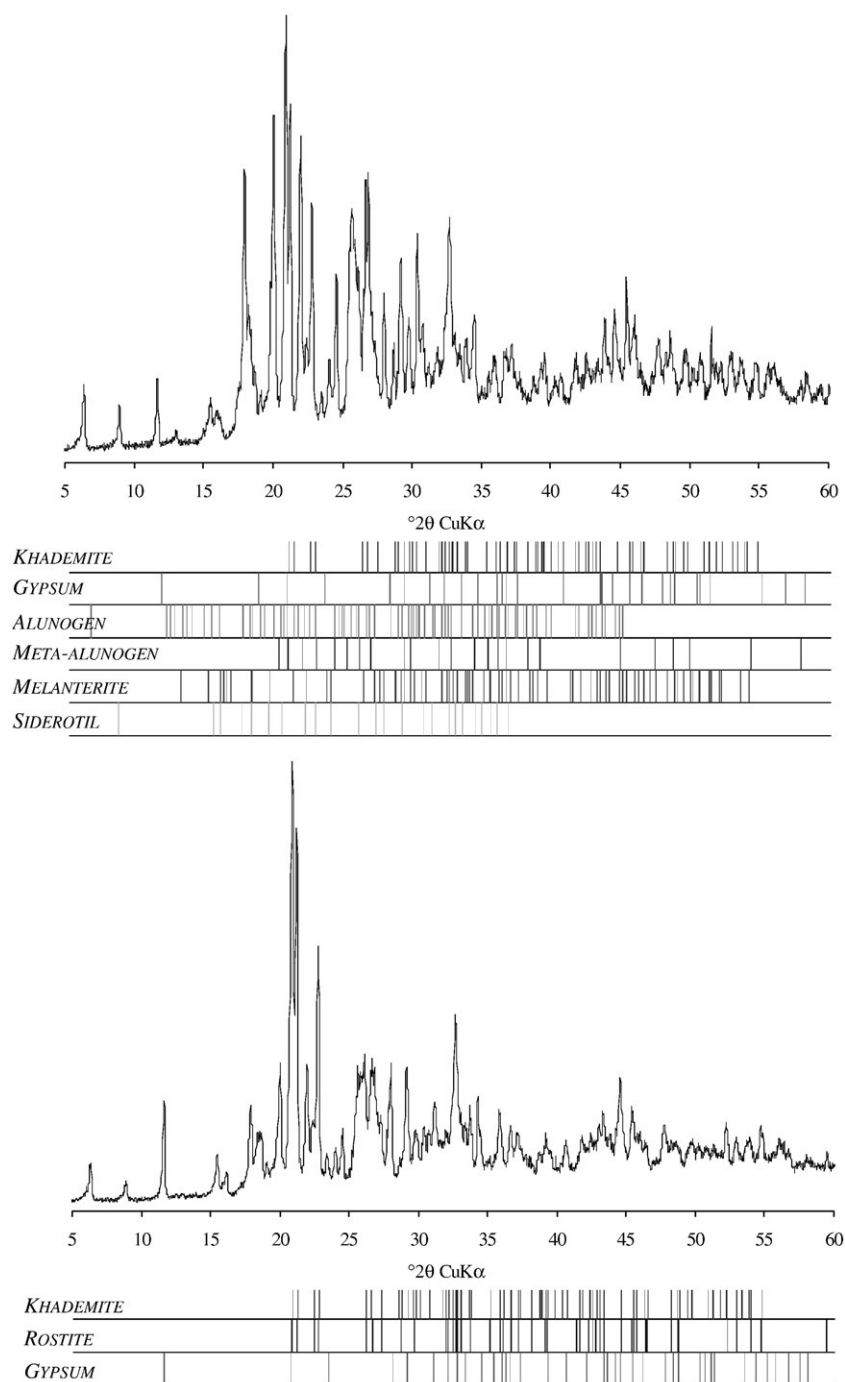 5 10 15 20 25 30 35 40 45 50 55 60
°2θ CuKα
KHADEMITE
GYPSUM
ALUNOGEN
META-ALUNOGEN
MELANTERITE
SIDEROTIL
5 10 15 20 25 30 35 40 45 50 55 60
°2θ CuKα
KHADEMITE
ROSTITE
GYPSUM